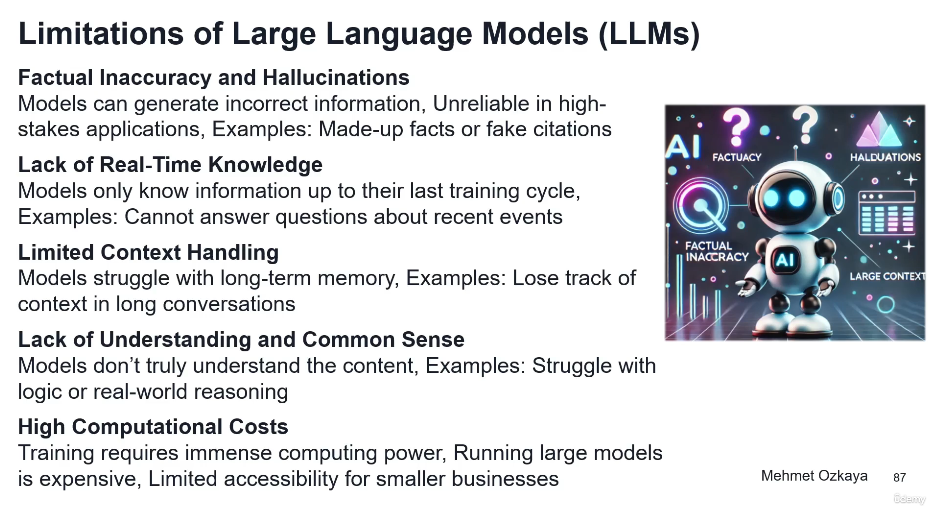 Limitations of Large Language Models (LLMs)
Factual Inaccuracy and Hallucinations
Models can generate incorrect information, Unreliable in high-
stakes applications, Examples: Made-up facts or fake citations
Lack of Real-Time Knowledge
Models only know information up to their last training cycle,
Examples: Cannot answer questions about recent events
Limited Context Handling
Models struggle with long-term memory, Examples: Lose track of
context in long conversations
Lack of Understanding and Common Sense
Models don’t truly understand the content, Examples: Struggle with
logic or real-world reasoning
High Computational Costs
Training requires immense computing power, Running large models
is expensive, Limited accessibility for smaller businesses
AI
?
?
FACTUACY
HALDUATIONS
FACTUAL
INACCRACY
AI
LARGE CONTEXT
Mehmet Ozkaya
87
ûdemy